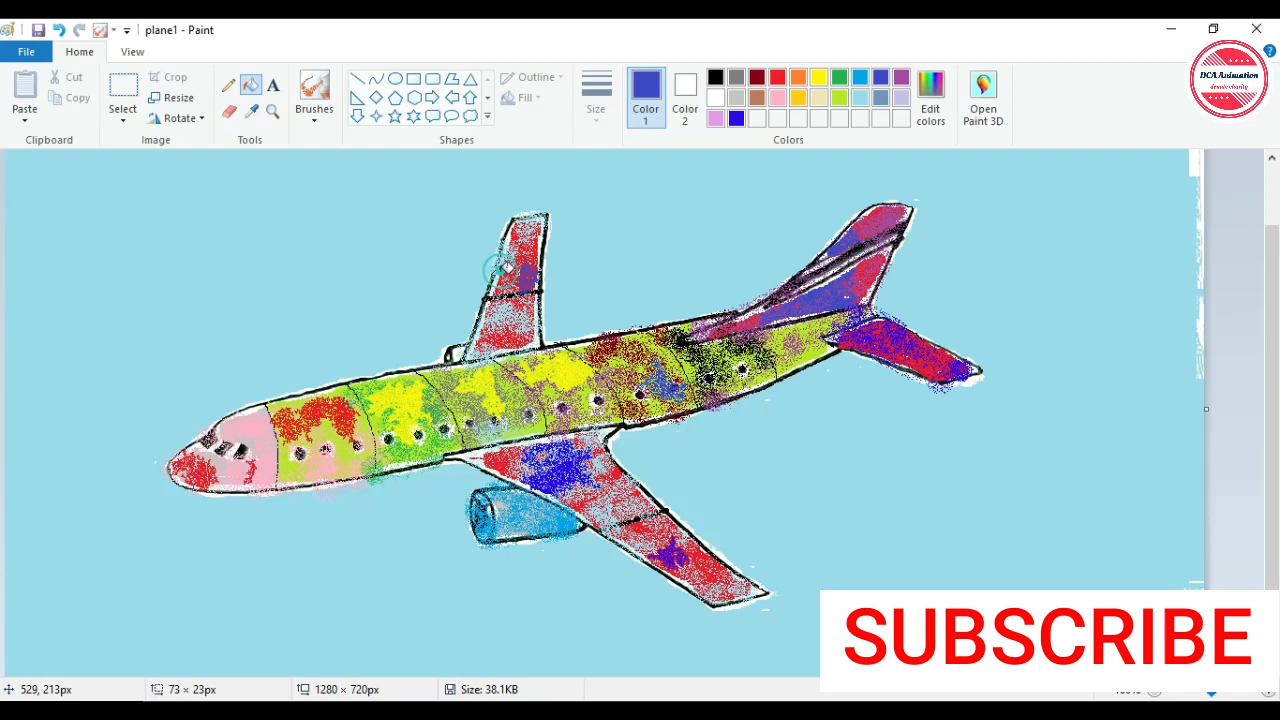 plane1 - Paint
File
Home
View
Paste
Cut
Copy
Clipboard
Select
Crop
Resize
Rotate
Image
A
Tools
Brushes
Outline
Fill
Shapes
Size
Color 1
Color 2
Edit colors
Colors
Open Paint 3D
DCA Animation
donate charity
SUBSCRIBE
529, 213px
73 × 23px
1280 × 720px
Size: 38.1KB